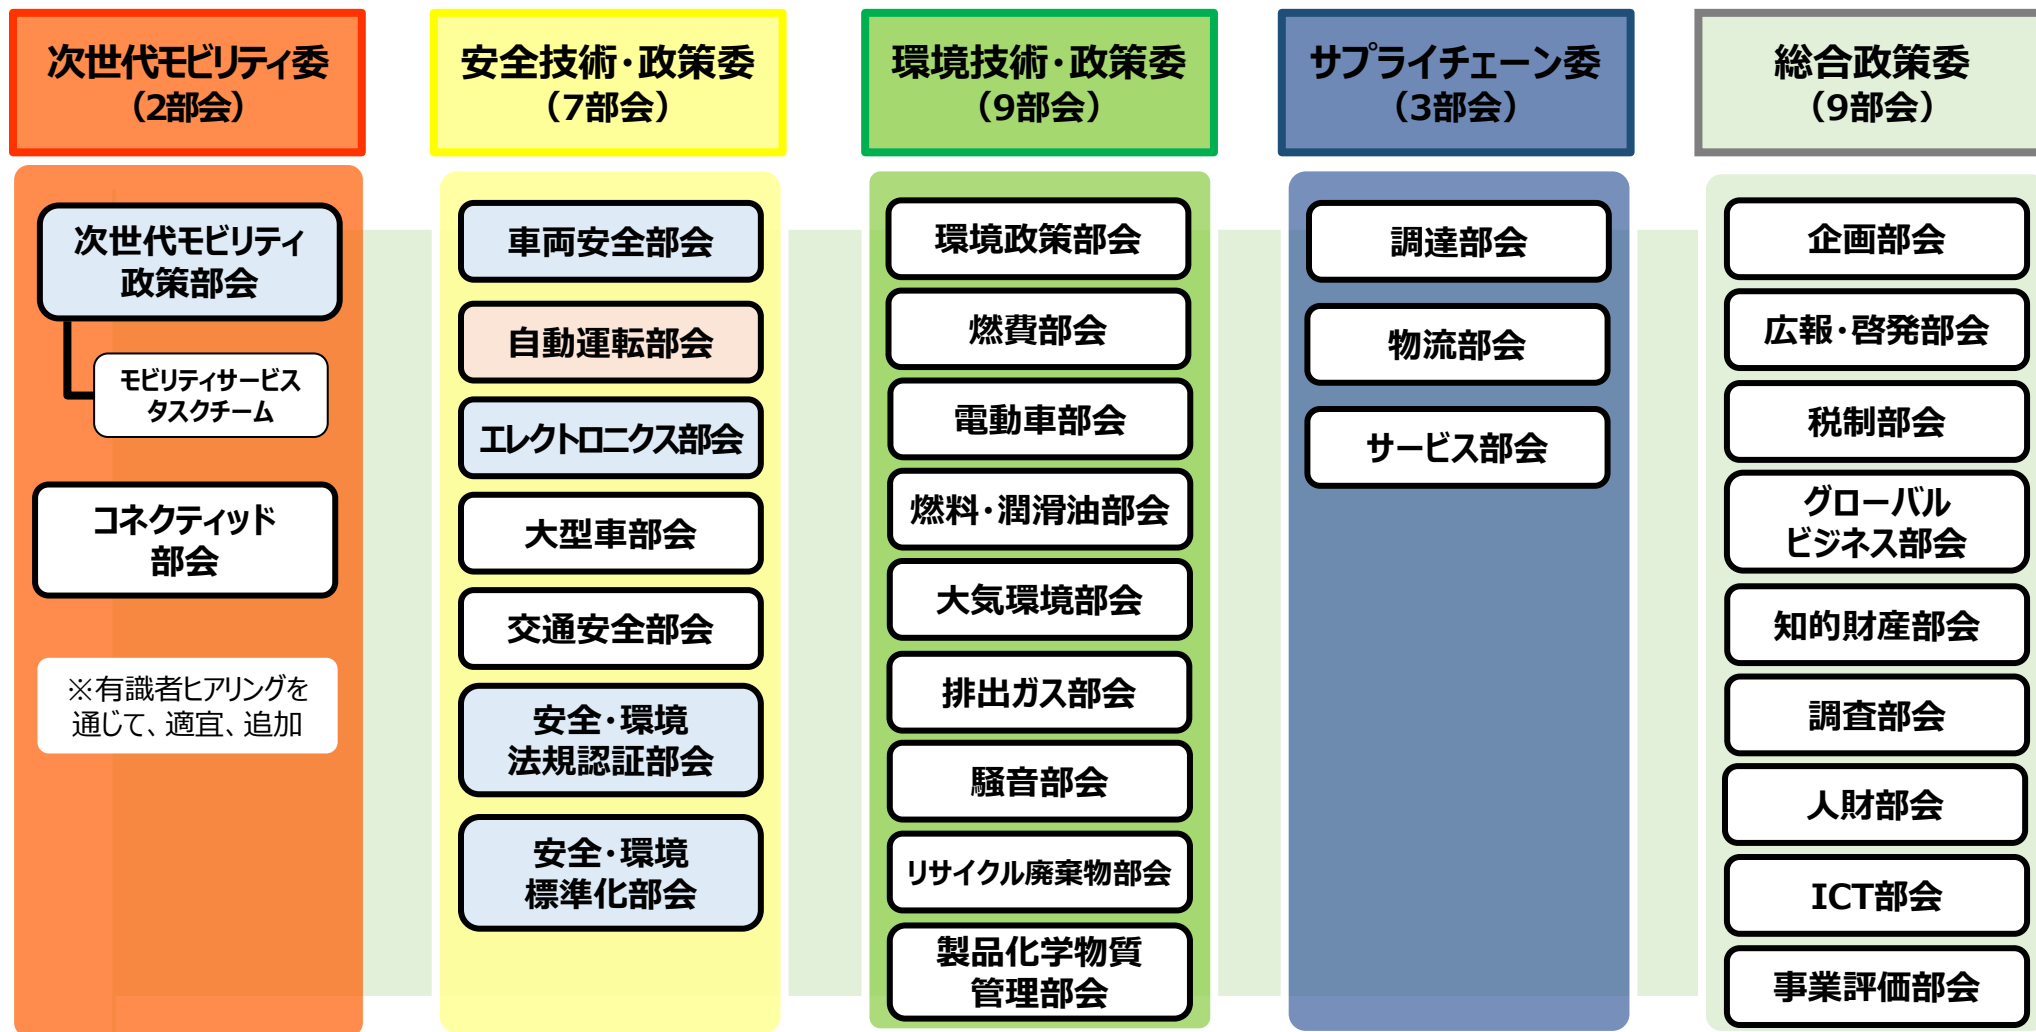 次世代モビリティ委
（2部会）
次世代モビリティ
政策部会
モビリティサービス
タスクチーム
コネクティッド
部会
※有識者ヒアリングを
通じて、適宜、追加
安全技術・政策委
（7部会）
車両安全部会
自動運転部会
エレクトロニクス部会
大型車部会
交通安全部会
安全・環境
法規認証部会
安全・環境
標準化部会
環境技術・政策委
（9部会）
環境政策部会
燃費部会
電動車部会
燃料・潤滑油部会
大気環境部会
排出ガス部会
騒音部会
リサイクル廃棄物部会
製品化学物質
管理部会
サプライチェーン委
（3部会）
調達部会
物流部会
サービス部会
総合政策委
（9部会）
企画部会
広報・啓発部会
税制部会
グローバル
ビジネス部会
知的財産部会
調査部会
人財部会
ICT部会
事業評価部会